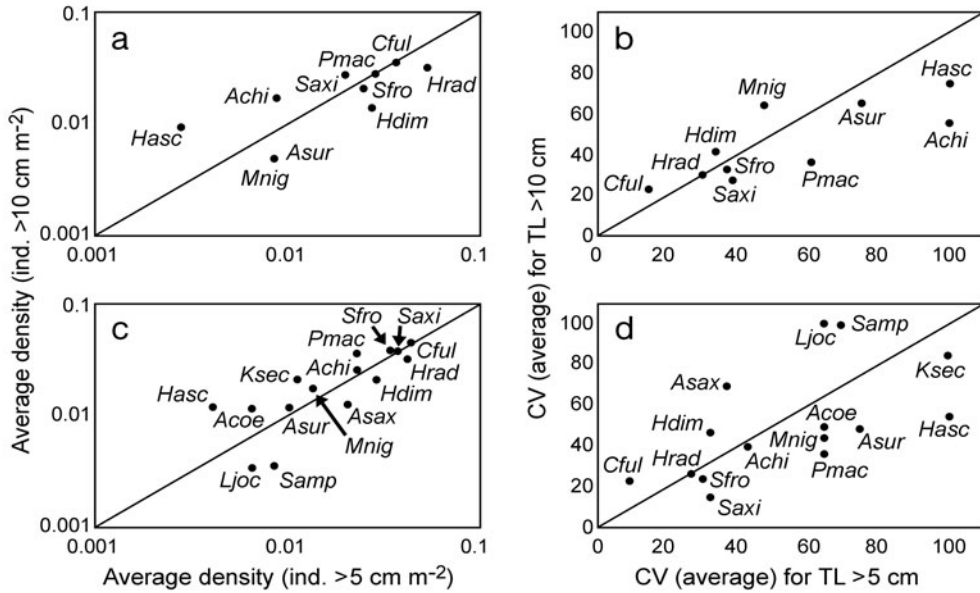 a
0.1
0.01
0.001
0.001
0.01
0.1
Cful
Pmac
Saxi
Hrad
Achi
Sfro
Hdim
Hasc
Asur
Mnig
Average density (ind. >10 cm m-2)
b
100
80
60
40
20
0
0
20
40
60
80
100
Hasc
Mnig
Asur
Achi
Hdim
Hrad
Sfro
Pmac
Cful
Saxi
CV (average) for TL >10 cm
c
0.1
0.01
0.001
0.001
0.01
0.1
Sfro
Saxi
Pmac
Cful
Achi
Hrad
Ksec
Hdim
Hasc
Acoe
Asur
Asax
Mnig
Ljoc
Samp
Average density (ind. >5 cm m-2)
d
100
80
60
40
20
0
0
20
40
60
80
100
Ljoc
Samp
Ksec
Asax
Acoe
Hdim
Mnig
Asur
Hasc
Hrad
Achi
Pmac
Cful
Sfro
Saxi
CV (average) for TL >5 cm